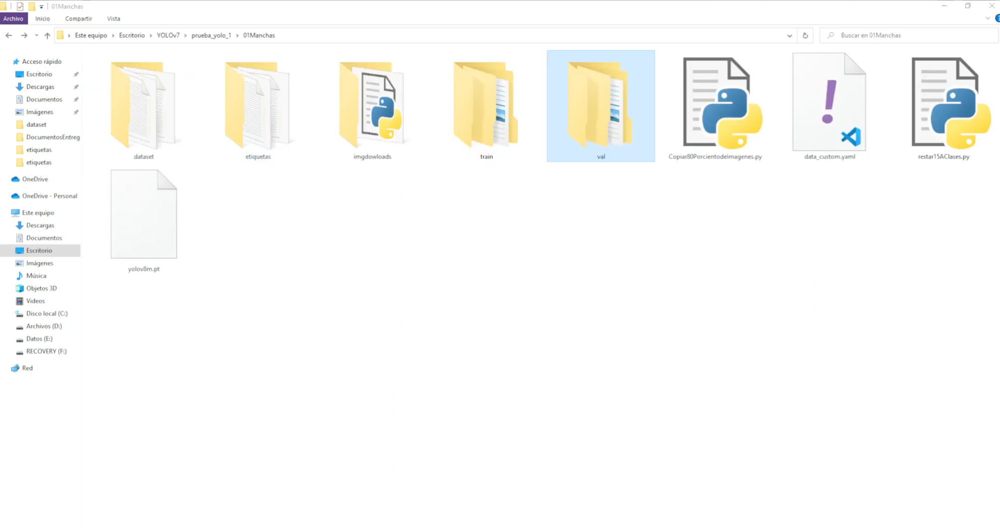 01Manchas
Archivo Inicio Compartir Vista
Este equipo › Escritorio › YOLOv7 › prueba_yolo_1 › 01Manchas
Buscar en 01Manchas
Acceso rápido
Escritorio
Descargas
Documentos
Imágenes
dataset
DocumentosEntreg
etiquetas
etiquetas
OneDrive
OneDrive - Personal
Este equipo
Descargas
Documentos
Escritorio
Imágenes
Música
Objetos 3D
Videos
Disco local (C:)
Archivos (D:)
Datos (E:)
RECOVERY (F:)
Red
dataset
etiquetas
imgdowloads
train
val
Copiar80PorcientodeImagenes.py
data_custom.yaml
restar15AClases.py
yolov8m.pt